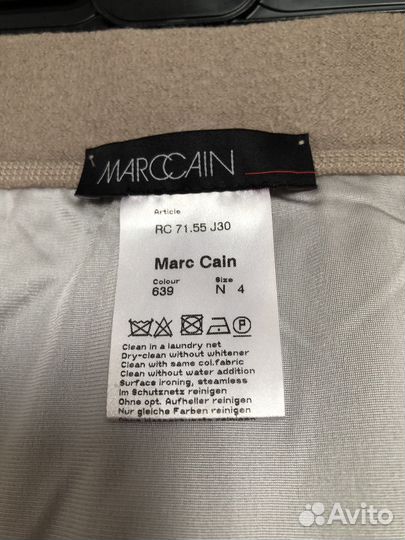 MARCCAIN
Article
RC 71.55 J30
Marc Cain
Colour Size
639 N 4
P
Clean in a laundry net
Dry-clean without whitener
Clean with same col.fabric
Clean without water addition
Surface ironing, steamless
Im Schutznetz reinigen
Ohne opt. Aufheller reinigen
Nur gleiche Farben reinigen
Avito